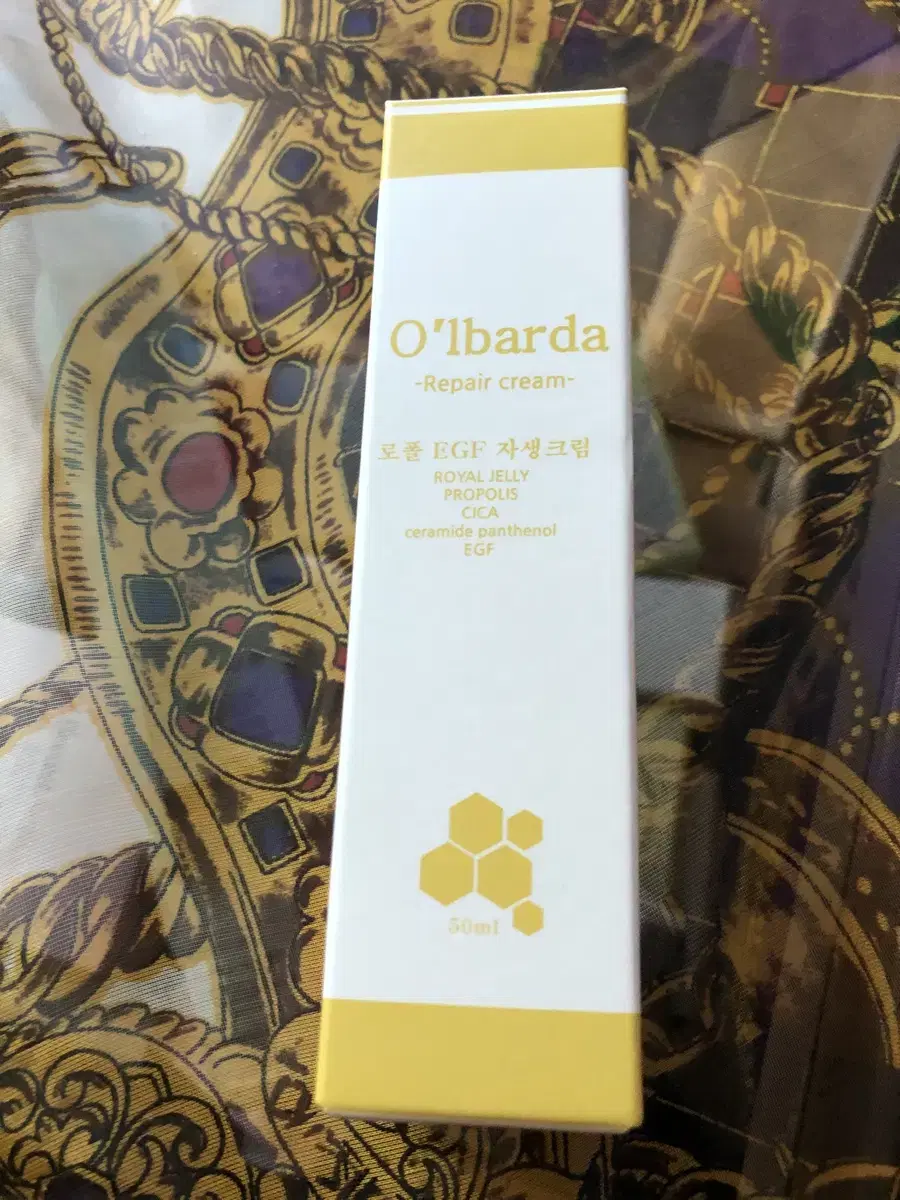 O'lbarda
-Repair cream-
로폴 EGF 자생크림
ROYAL JELLY
PROPOLIS
CICA
ceramide panthenol
EGF
50ml